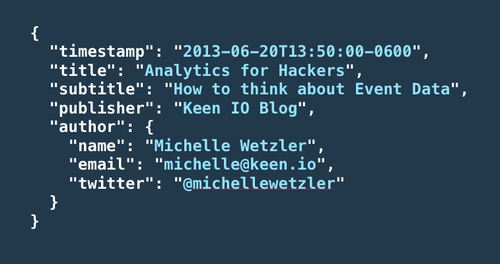 {
"timestamp": "2013-06-20T13:50:00-0600",
"title": "Analytics for Hackers",
"subtitle": "How to think about Event Data",
"publisher": "Keen IO Blog",
"author": {
"name": "Michelle Wetzler",
"email": "michelle@keen.io",
"twitter": "@michellewetzler"
}
}